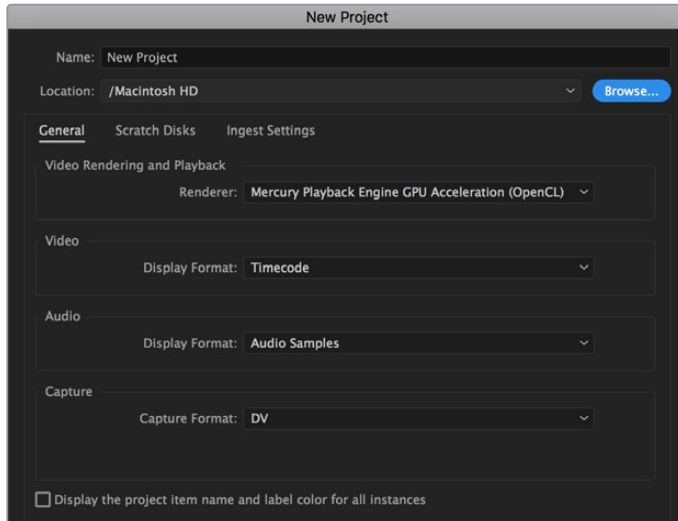 New Project
Name: New Project
Location: /Macintosh HD Browse...
General Scratch Disks Ingest Settings
Video Rendering and Playback
Renderer: Mercury Playback Engine GPU Acceleration (OpenCL)
Video
Display Format: Timecode
Audio
Display Format: Audio Samples
Capture
Capture Format: DV
Display the project item name and label color for all instances